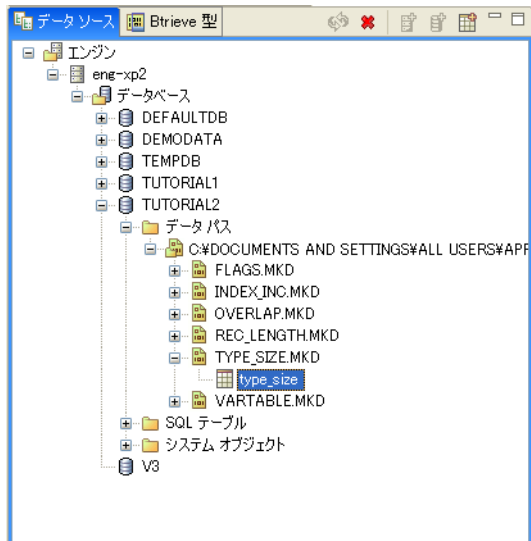 データ ソース Btrieve 型
エンジン
eng-xp2
データベース
DEFAULTDB
DEMODATA
TEMPDB
TUTORIAL1
TUTORIAL2
データ パス
C:¥DOCUMENTS AND SETTINGS¥ALL USERS¥APF
FLAGS.MKD
INDEX_INC.MKD
OVERLAP.MKD
REC_LENGTH.MKD
TYPE_SIZE.MKD
type_size
VARTABLE.MKD
SQL テーブル
システム オブジェクト
V3